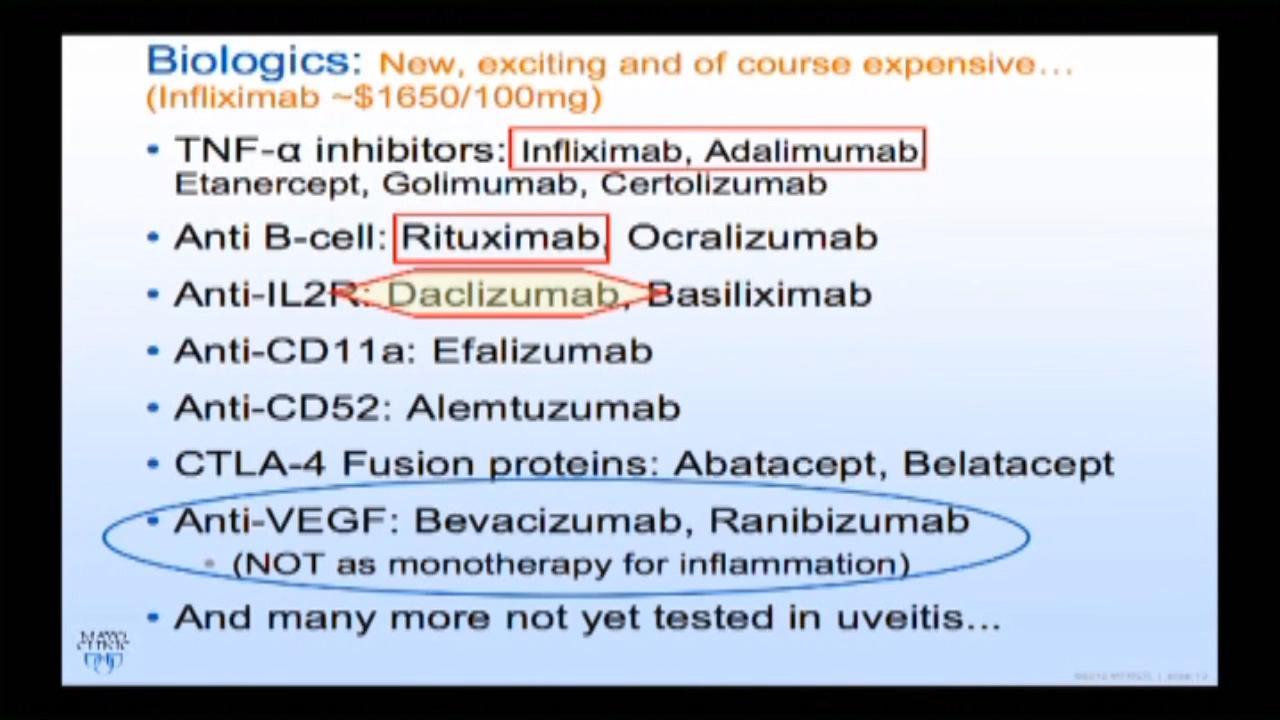 Biologics: New, exciting and of course expensive…
(Infliximab ~$1650/100mg)
• TNF-α inhibitors: Infliximab, Adalimumab,
Etanercept, Golimumab, Certolizumab
• Anti B-cell: Rituximab, Ocralizumab
• Anti-IL2R: Daclizumab, Basiliximab
• Anti-CD11a: Efalizumab
• Anti-CD52: Alemtuzumab
• CTLA-4 Fusion proteins: Abatacept, Belatacept
• Anti-VEGF: Bevacizumab, Ranibizumab
• (NOT as monotherapy for inflammation)
• And many more not yet tested in uveitis…
MAYO
CLINIC